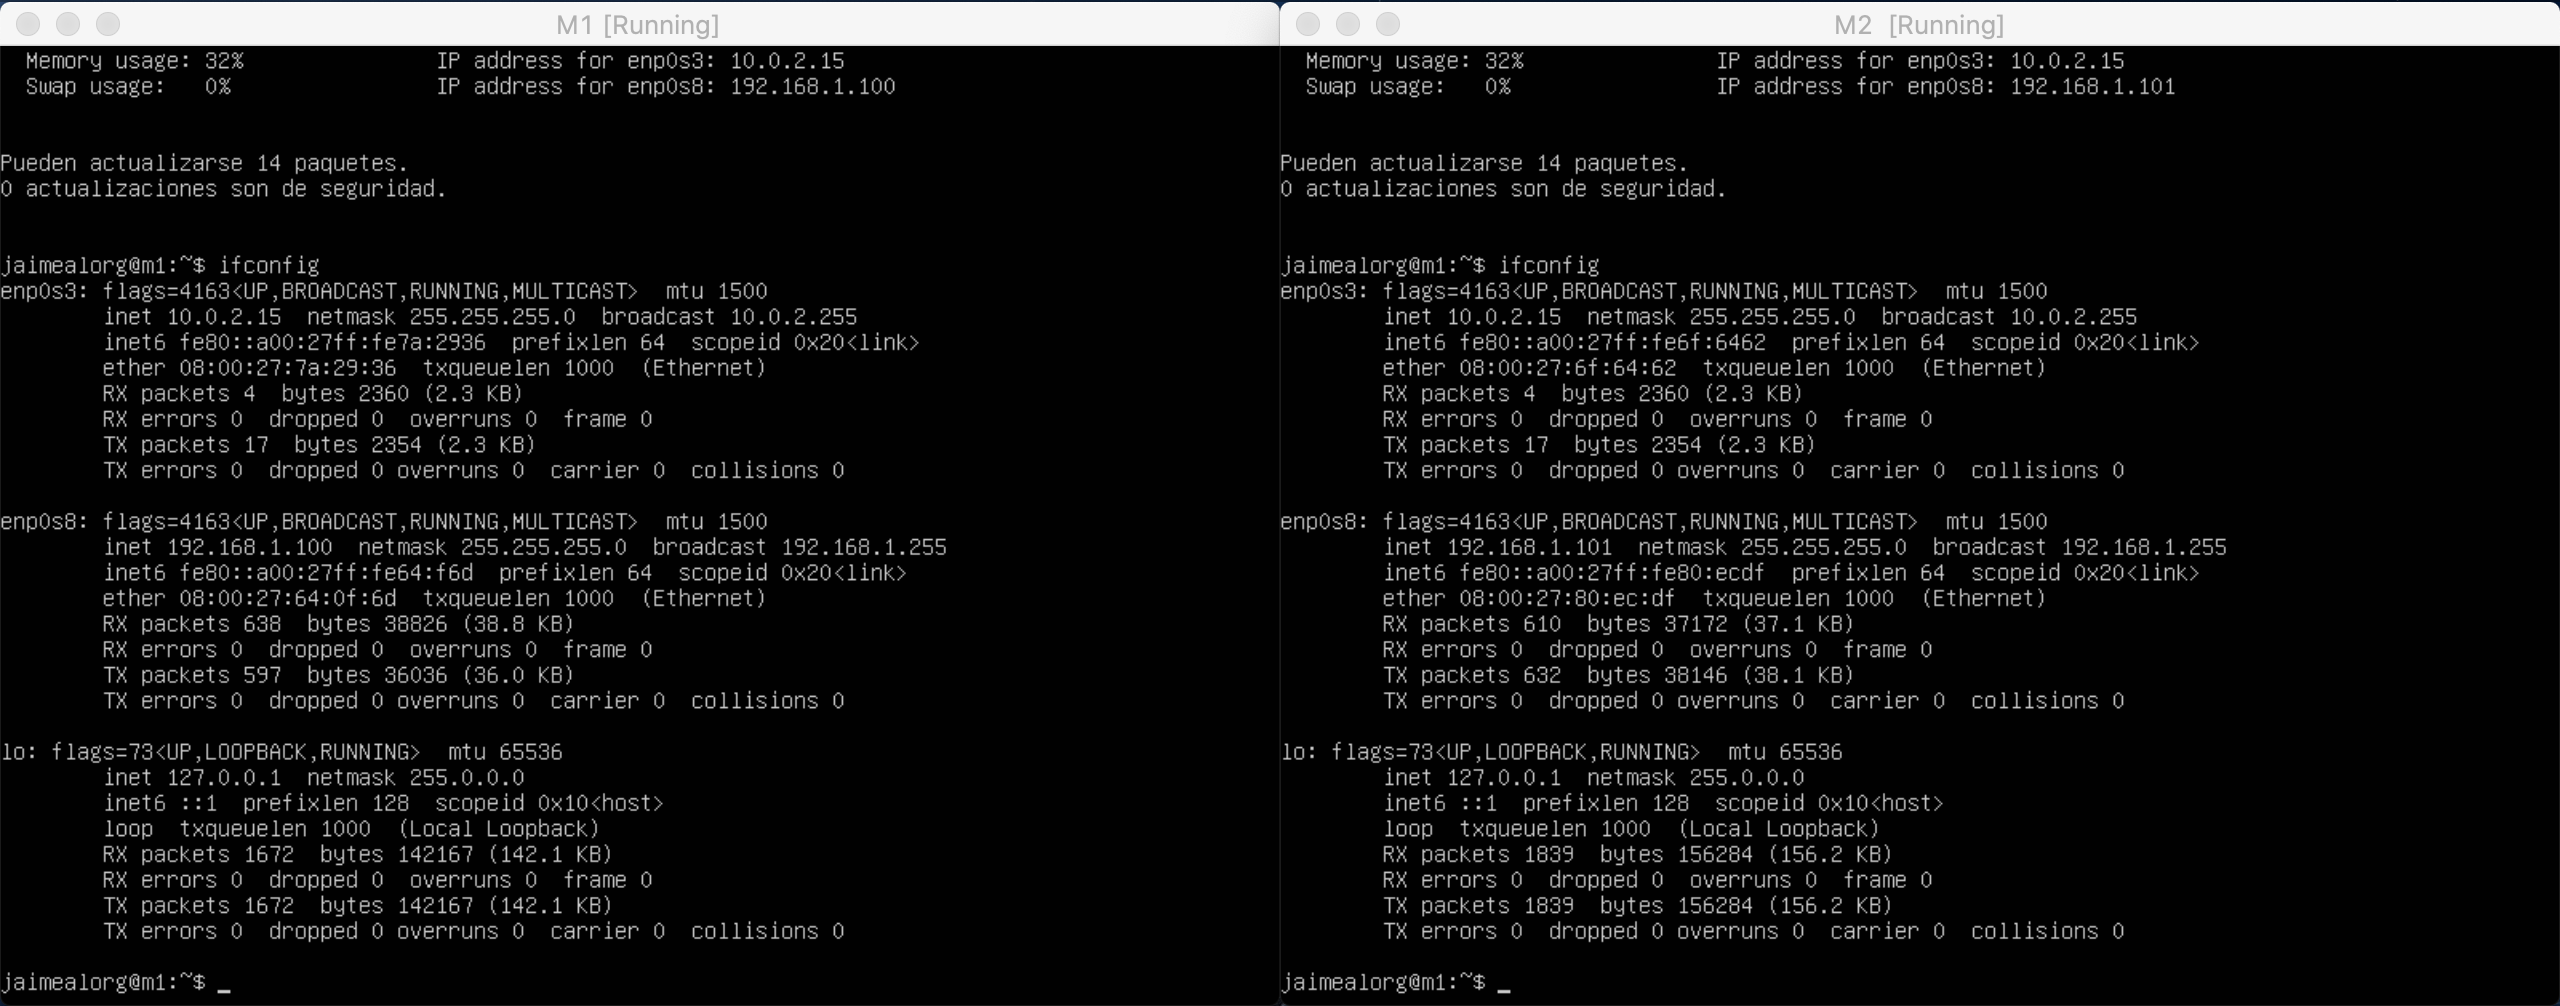 M1 [Running]
Memory usage: 32%                IP address for enp0s3: 10.0.2.15
Swap usage:   0%                 IP address for enp0s8: 192.168.1.100
Pueden actualizarse 14 paquetes.
0 actualizaciones son de seguridad.
jaimealorg@m1:~$ ifconfig
enp0s3: flags=4163<UP,BROADCAST,RUNNING,MULTICAST>  mtu 1500
inet 10.0.2.15  netmask 255.255.255.0  broadcast 10.0.2.255
inet6 fe80::a00:27ff:fe7a:2936  prefixlen 64  scopeid 0x20<link>
ether 08:00:27:7a:29:36  txqueuelen 1000  (Ethernet)
RX packets 4  bytes 2360 (2.3 KB)
RX errors 0  dropped 0  overruns 0  frame 0
TX packets 17  bytes 2354 (2.3 KB)
TX errors 0  dropped 0 overruns 0  carrier 0  collisions 0
enp0s8: flags=4163<UP,BROADCAST,RUNNING,MULTICAST>  mtu 1500
inet 192.168.1.100  netmask 255.255.255.0  broadcast 192.168.1.255
inet6 fe80::a00:27ff:fe64:f6d  prefixlen 64  scopeid 0x20<link>
ether 08:00:27:64:0f:6d  txqueuelen 1000  (Ethernet)
RX packets 638  bytes 38826 (38.8 KB)
RX errors 0  dropped 0  overruns 0  frame 0
TX packets 597  bytes 36036 (36.0 KB)
TX errors 0  dropped 0 overruns 0  carrier 0  collisions 0
lo: flags=73<UP,LOOPBACK,RUNNING>  mtu 65536
inet 127.0.0.1  netmask 255.0.0.0
inet6 ::1  prefixlen 128  scopeid 0x10<host>
loop  txqueuelen 1000  (Local Loopback)
RX packets 1672  bytes 142167 (142.1 KB)
RX errors 0  dropped 0  overruns 0  frame 0
TX packets 1672  bytes 142167 (142.1 KB)
TX errors 0  dropped 0 overruns 0  carrier 0  collisions 0
jaimealorg@m1:~$ _
M2 [Running]
Memory usage: 32%                IP address for enp0s3: 10.0.2.15
Swap usage:   0%                 IP address for enp0s8: 192.168.1.101
Pueden actualizarse 14 paquetes.
0 actualizaciones son de seguridad.
jaimealorg@m1:~$ ifconfig
enp0s3: flags=4163<UP,BROADCAST,RUNNING,MULTICAST>  mtu 1500
inet 10.0.2.15  netmask 255.255.255.0  broadcast 10.0.2.255
inet6 fe80::a00:27ff:fe6f:6462  prefixlen 64  scopeid 0x20<link>
ether 08:00:27:6f:64:62  txqueuelen 1000  (Ethernet)
RX packets 4  bytes 2360 (2.3 KB)
RX errors 0  dropped 0  overruns 0  frame 0
TX packets 17  bytes 2354 (2.3 KB)
TX errors 0  dropped 0 overruns 0  carrier 0  collisions 0
enp0s8: flags=4163<UP,BROADCAST,RUNNING,MULTICAST>  mtu 1500
inet 192.168.1.101  netmask 255.255.255.0  broadcast 192.168.1.255
inet6 fe80::a00:27ff:fe80:ecdf  prefixlen 64  scopeid 0x20<link>
ether 08:00:27:80:ec:df  txqueuelen 1000  (Ethernet)
RX packets 610  bytes 37172 (37.1 KB)
RX errors 0  dropped 0  overruns 0  frame 0
TX packets 632  bytes 38146 (38.1 KB)
TX errors 0  dropped 0 overruns 0  carrier 0  collisions 0
lo: flags=73<UP,LOOPBACK,RUNNING>  mtu 65536
inet 127.0.0.1  netmask 255.0.0.0
inet6 ::1  prefixlen 128  scopeid 0x10<host>
loop  txqueuelen 1000  (Local Loopback)
RX packets 1839  bytes 156284 (156.2 KB)
RX errors 0  dropped 0  overruns 0  frame 0
TX packets 1839  bytes 156284 (156.2 KB)
TX errors 0  dropped 0 overruns 0  carrier 0  collisions 0
jaimealorg@m1:~$ _